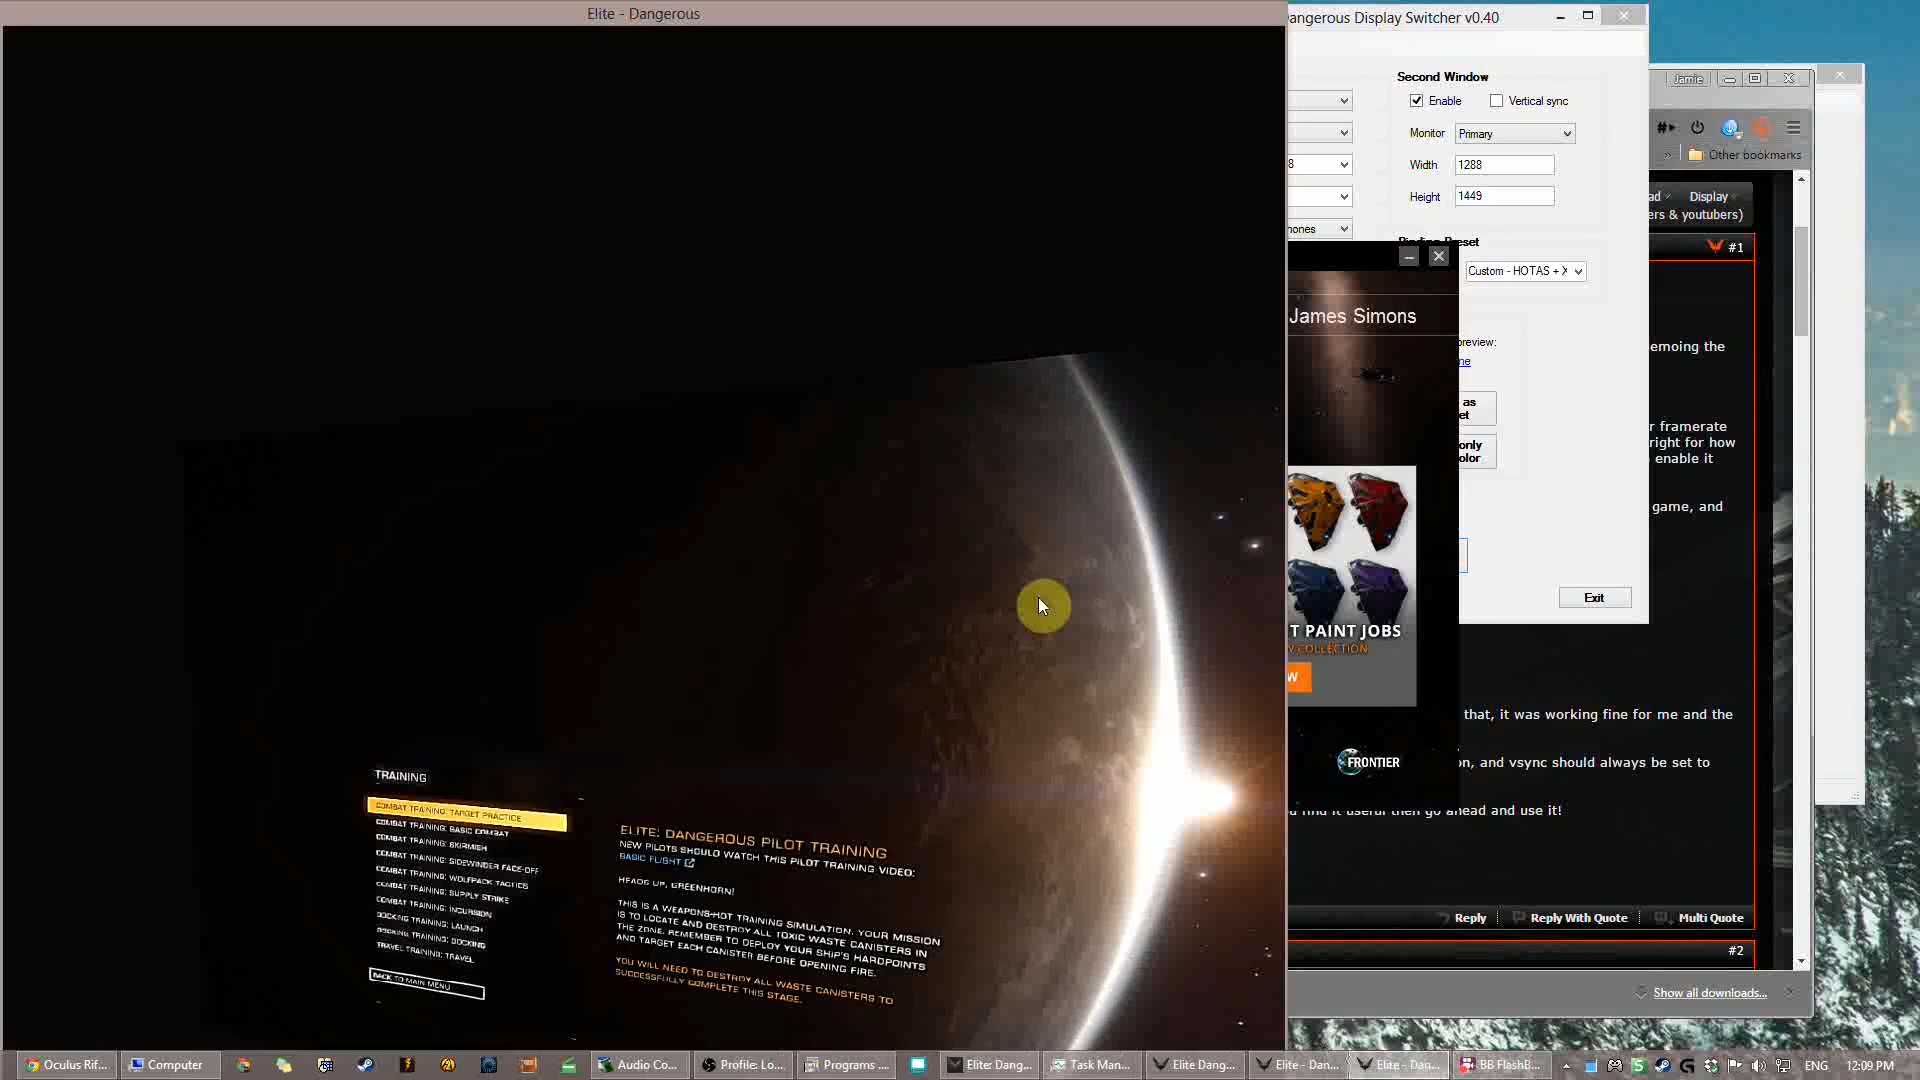 Elite - Dangerous
TRAINING
COMBAT TRAINING: TARGET PRACTICE
COMBAT TRAINING: BASIC COMBAT
COMBAT TRAINING: SKIRMISH
COMBAT TRAINING: SIDEWINDER FACE-OFF
COMBAT TRAINING: WOLFPACK TACTICS
COMBAT TRAINING: SUPPLY STRIKE
COMBAT TRAINING: INCURSION
DOCKING TRAINING: LAUNCH
DOCKING TRAINING: DOCKING
TRAVEL TRAINING: TRAVEL
BACK TO MAIN MENU
ELITE: DANGEROUS PILOT TRAINING
NEW PILOTS SHOULD WATCH THIS PILOT TRAINING VIDEO:
BASIC FLIGHT
HEADS UP, GREENHORN!
THIS IS A WEAPONS-HOT TRAINING SIMULATION. YOUR MISSION
IS TO LOCATE AND DESTROY ALL TOXIC WASTE CANISTERS IN
THE ZONE. REMEMBER TO DEPLOY YOUR SHIP'S HARDPOINTS
AND TARGET EACH CANISTER BEFORE OPENING FIRE.
YOU WILL NEED TO DESTROY ALL WASTE CANISTERS TO
SUCCESSFULLY COMPLETE THIS STAGE.
angerous Display Switcher v0.40
Second Window
Enable Vertical sync
Monitor Primary
Width 1288
Height 1449
8
hones
Custom - HOTAS + X
preview:
ne
as
et
only
olor
Exit
James Simons
T PAINT JOBS
COLLECTION
W
FRONTIER
Jamie
Other bookmarks
ad Display
ers & youtubers)
#1
emoing the
r framerate
right for how
enable it
game, and
that, it was working fine for me and the
on, and vsync should always be set to
u find it useful then go ahead and use it!
Reply Reply With Quote Multi Quote
#2
Show all downloads...
Oculus Rif... Computer Audio Co... Profile: Lo... Programs ... Eliter Dang... Task Man... Elite Dang... Elite - Dan... Elite - Dan... BB FlashB... ENG 12:09 PM